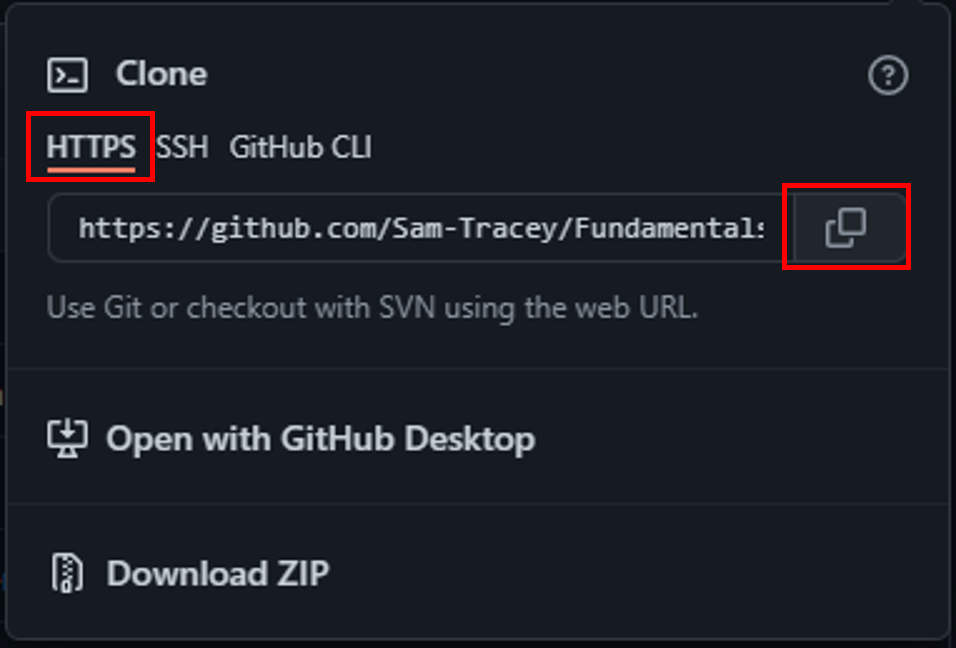 Clone
HTTPS SSH GitHub CLI
https://github.com/Sam-Tracey/Fundamentals
Use Git or checkout with SVN using the web URL.
Open with GitHub Desktop
Download ZIP